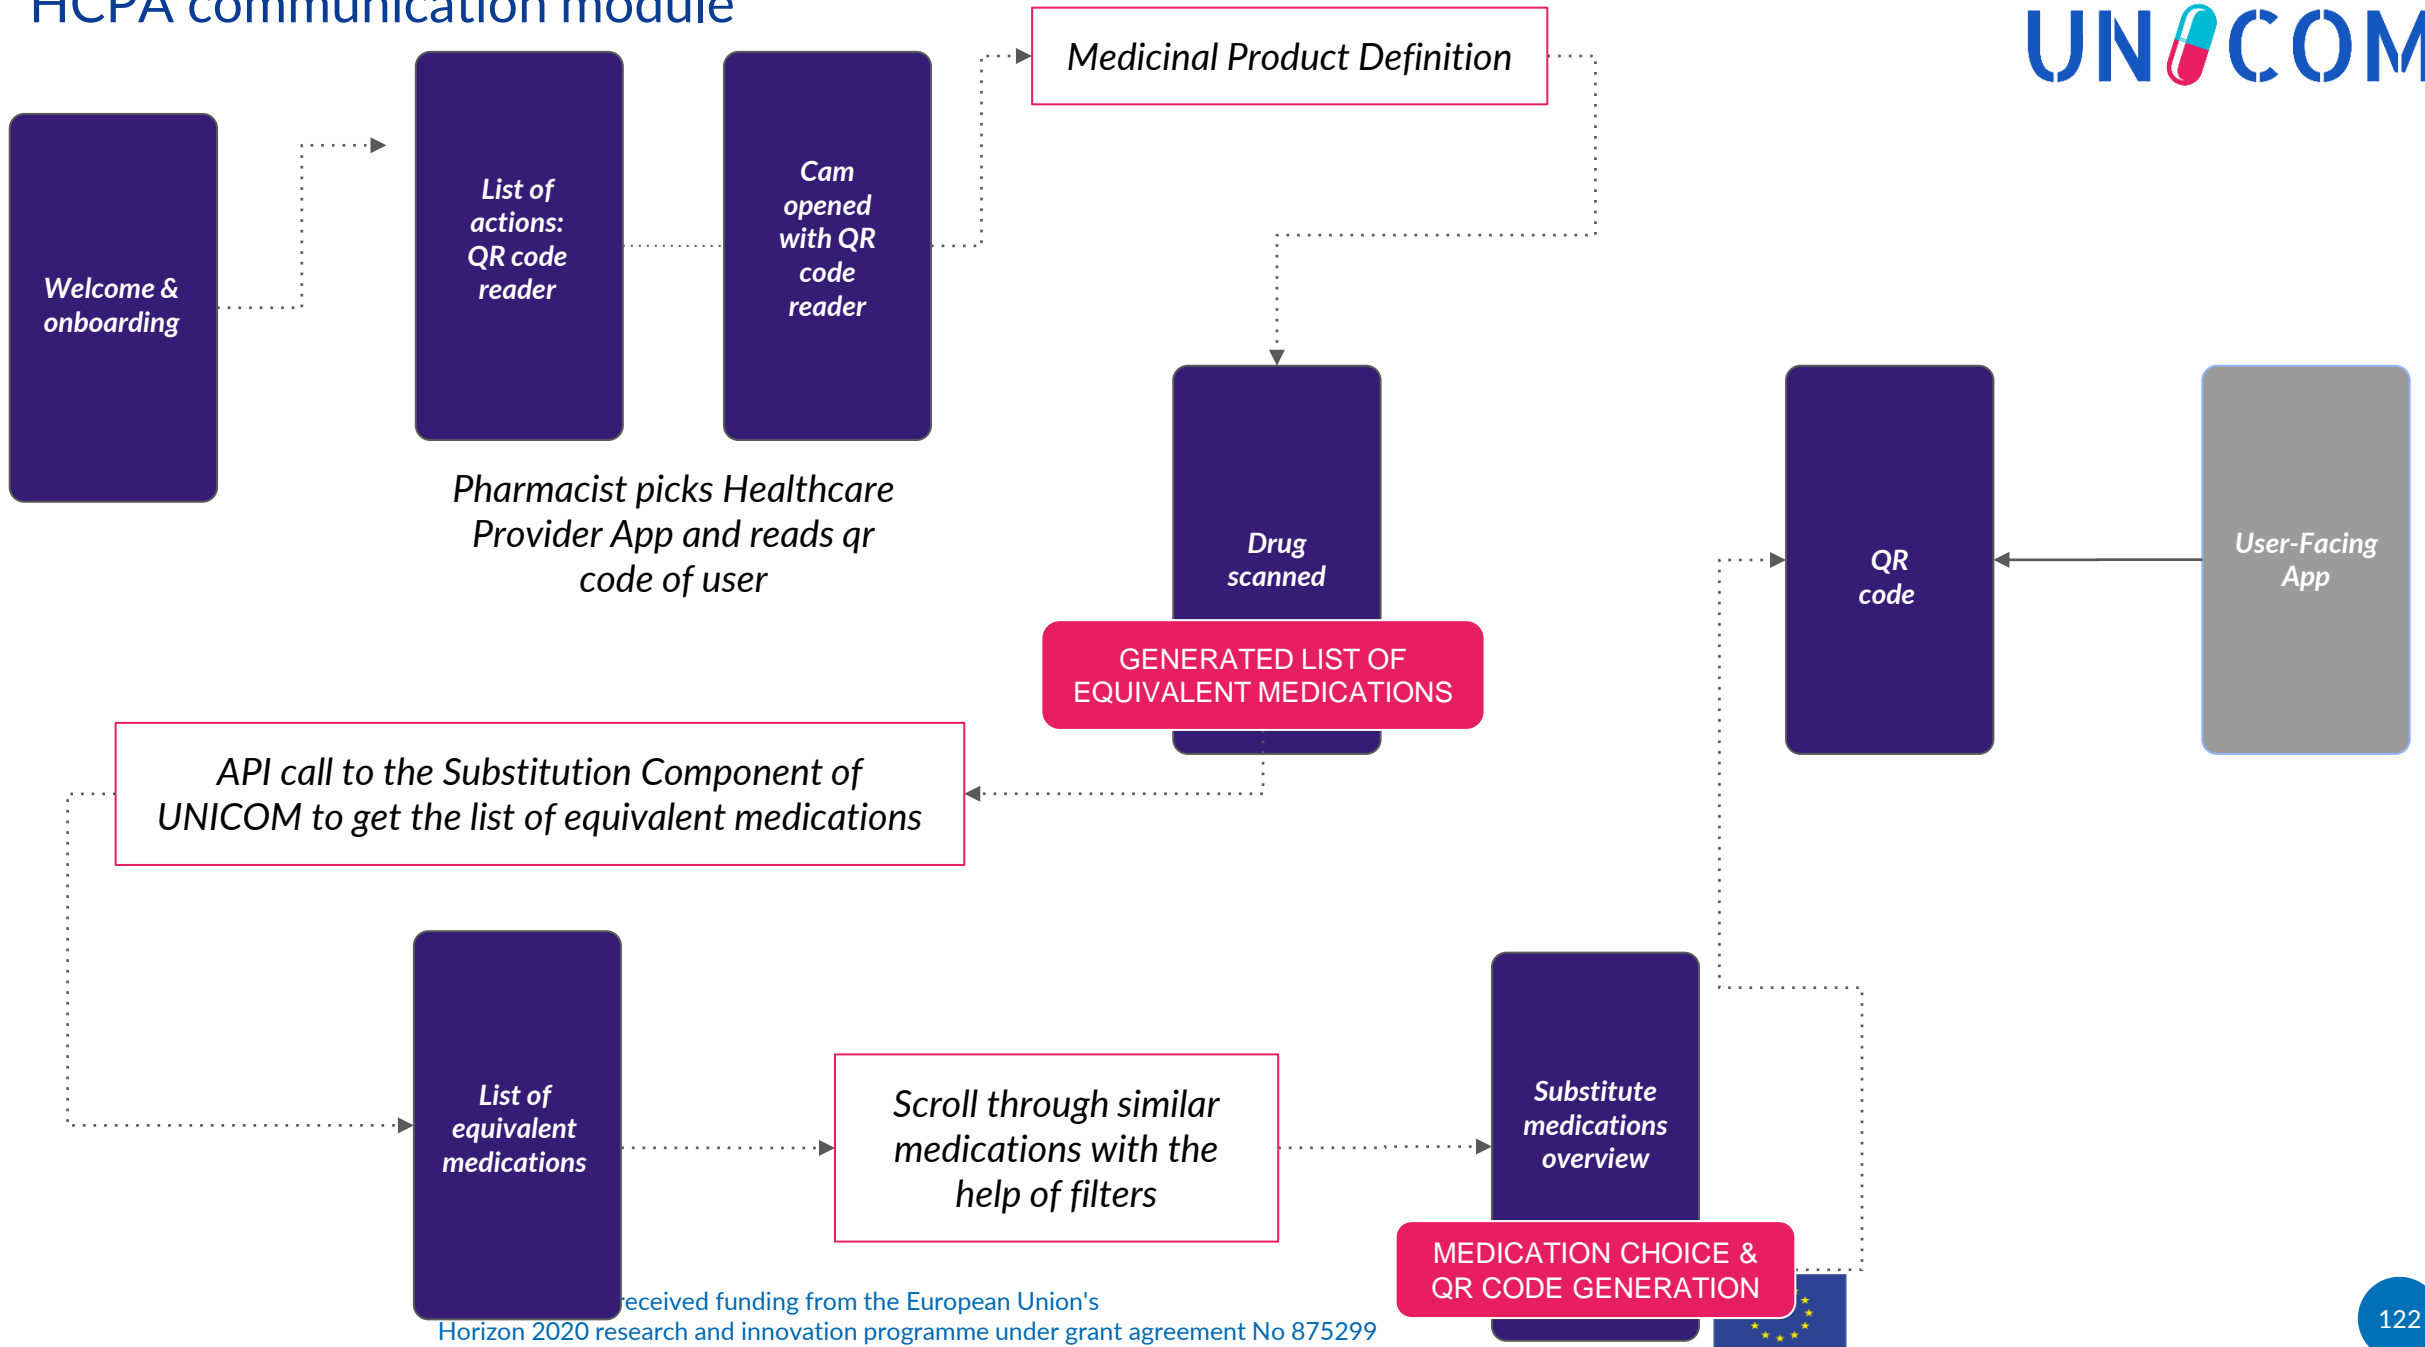 HCPA communication module
UNICOM
Medicinal Product Definition
Welcome &
onboarding
List of
actions:
QR code
reader
Cam
opened
with QR
code
reader
Pharmacist picks Healthcare
Provider App and reads qr
code of user
Drug
scanned
GENERATED LIST OF
EQUIVALENT MEDICATIONS
QR
code
User-Facing
App
API call to the Substitution Component of
UNICOM to get the list of equivalent medications
List of
equivalent
medications
Scroll through similar
medications with the
help of filters
Substitute
medications
overview
MEDICATION CHOICE &
QR CODE GENERATION
received funding from the European Union's
Horizon 2020 research and innovation programme under grant agreement No 875299
122